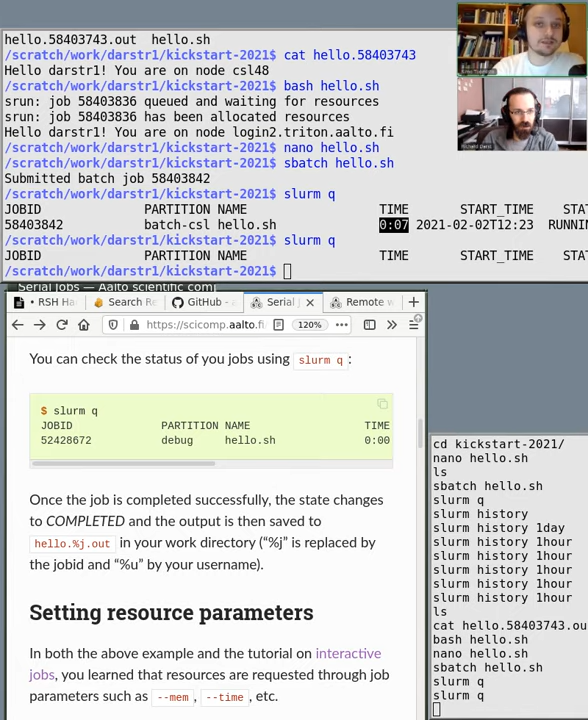 hello.58403743.out  hello.sh
/scratch/work/darstr1/kickstart-2021$ cat hello.58403743
Hello darstr1! You are on node csl48
/scratch/work/darstr1/kickstart-2021$ bash hello.sh
srun: job 58403836 queued and waiting for resources
srun: job 58403836 has been allocated resources
Hello darstr1! You are on node login2.triton.aalto.fi
/scratch/work/darstr1/kickstart-2021$ nano hello.sh
/scratch/work/darstr1/kickstart-2021$ sbatch hello.sh
Submitted batch job 58403842
/scratch/work/darstr1/kickstart-2021$ slurm q
JOBID PARTITION NAME TIME START_TIME STAT
58403842 batch-csl hello.sh 0:07 2021-02-02T12:23 RUNNIN
/scratch/work/darstr1/kickstart-2021$ slurm q
JOBID PARTITION NAME TIME START_TIME STAT
/scratch/work/darstr1/kickstart-2021$
Serial Jobs — Aalto scientific com
• RSH Ha
Search Re
GitHub - a
Serial J
Remote w
https://scicomp.aalto.fi
120%
You can check the status of you jobs using slurm q:
$ slurm q
JOBID PARTITION NAME TIME
52428672 debug hello.sh 0:00
Once the job is completed successfully, the state changes
to COMPLETED and the output is then saved to
hello.%j.out in your work directory (“%j” is replaced by
the jobid and “%u” by your username).
Setting resource parameters
In both the above example and the tutorial on interactive
jobs, you learned that resources are requested through job
parameters such as --mem, --time, etc.
cd kickstart-2021/
nano hello.sh
ls
sbatch hello.sh
slurm q
slurm history
slurm history 1day
slurm history 1hour
slurm history 1hour
slurm history 1hour
slurm history 1hour
slurm history 1hour
ls
cat hello.58403743.ou
bash hello.sh
nano hello.sh
sbatch hello.sh
slurm q
slurm q